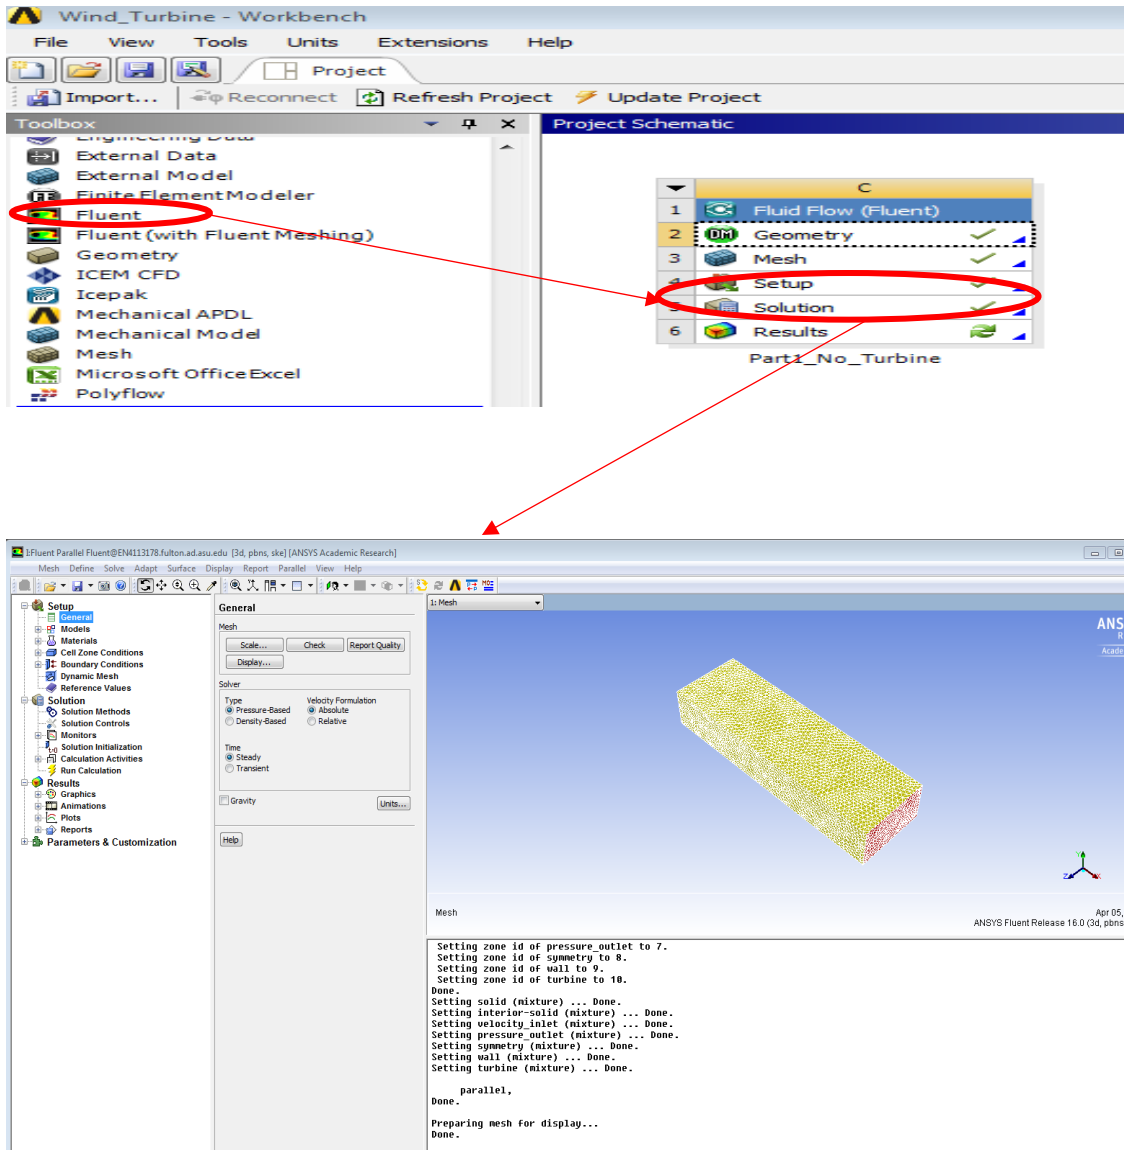 Wind_Turbine - Workbench
File View Tools Units Extensions Help
Project
Import... Reconnect Refresh Project Update Project
Toolbox
Engineering Data
External Data
External Model
Finite Element Modeler
Fluent
Fluent (with Fluent Meshing)
Geometry
ICEM CFD
Icepak
Mechanical APDL
Mechanical Model
Mesh
Microsoft Office Excel
Polyflow
Project Schematic
C
1 Fluid Flow (Fluent)
2 DM Geometry
3 Mesh
4 Setup
5 Solution
6 Results
Part1_No_Turbine
1:Fluent Parallel Fluent@EN4113178.fulton.ad.asu.edu [3d, pbns, ske] [ANSYS Academic Research]
Mesh Define Solve Adapt Surface Display Report Parallel View Help
Setup
General
Models
Materials
Cell Zone Conditions
Boundary Conditions
Dynamic Mesh
Reference Values
Solution
Solution Methods
Solution Controls
Monitors
Solution Initialization
Calculation Activities
Run Calculation
Results
Graphics
Animations
Plots
Reports
Parameters & Customization
General
Mesh
Scale... Check Report Quality
Display...
Solver
Type Velocity Formulation
Pressure-Based Absolute
Density-Based Relative
Time
Steady
Transient
Gravity Units...
Help
1: Mesh
ANS
R
Acade
Y
Z X
Mesh
Apr 05,
ANSYS Fluent Release 16.0 (3d, pbns
Setting zone id of pressure_outlet to 7.
Setting zone id of symmetry to 8.
Setting zone id of wall to 9.
Setting zone id of turbine to 10.
Done.
Setting solid (mixture) ... Done.
Setting interior-solid (mixture) ... Done.
Setting velocity_inlet (mixture) ... Done.
Setting pressure_outlet (mixture) ... Done.
Setting symmetry (mixture) ... Done.
Setting wall (mixture) ... Done.
Setting turbine (mixture) ... Done.
parallel,
Done.
Preparing mesh for display...
Done.